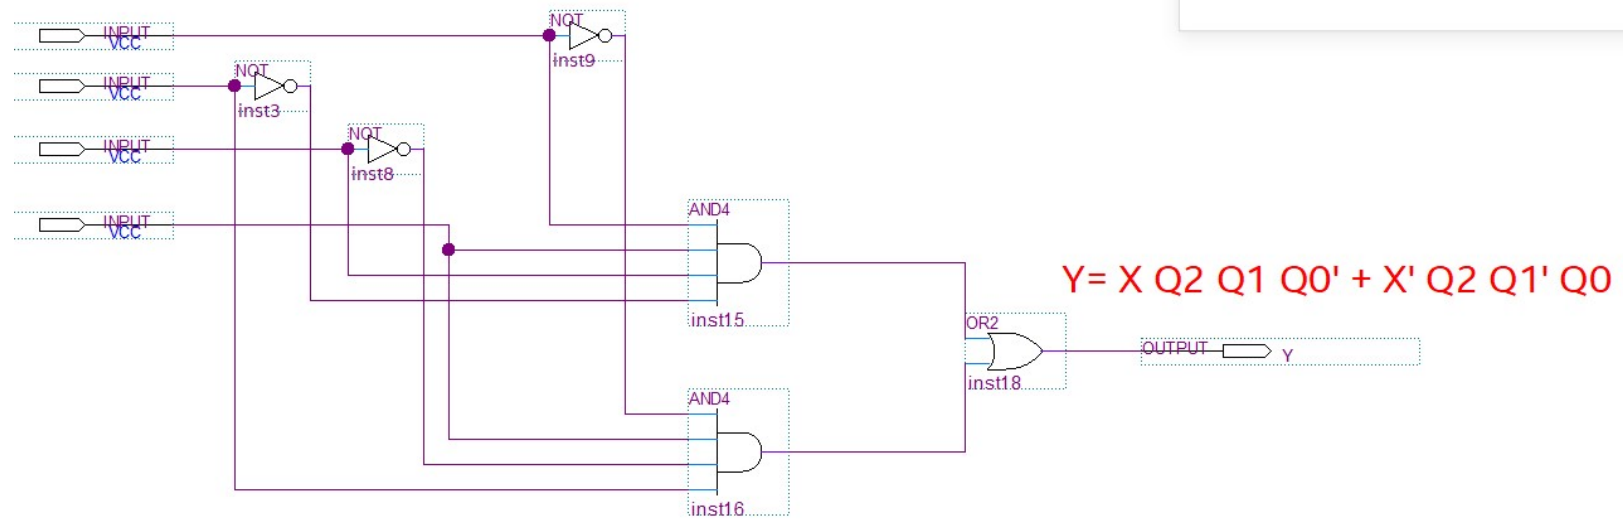 NOT
INPUT
VCC
inst9
NOT
INPUT
VCC
inst3
NOT
INPUT
VCC
inst8
AND4
INPUT
VCC
Y= X Q2 Q1 Q0' + X' Q2 Q1' Q0
inst15
OR2
OUTPUT
Y
inst18
AND4
inst16